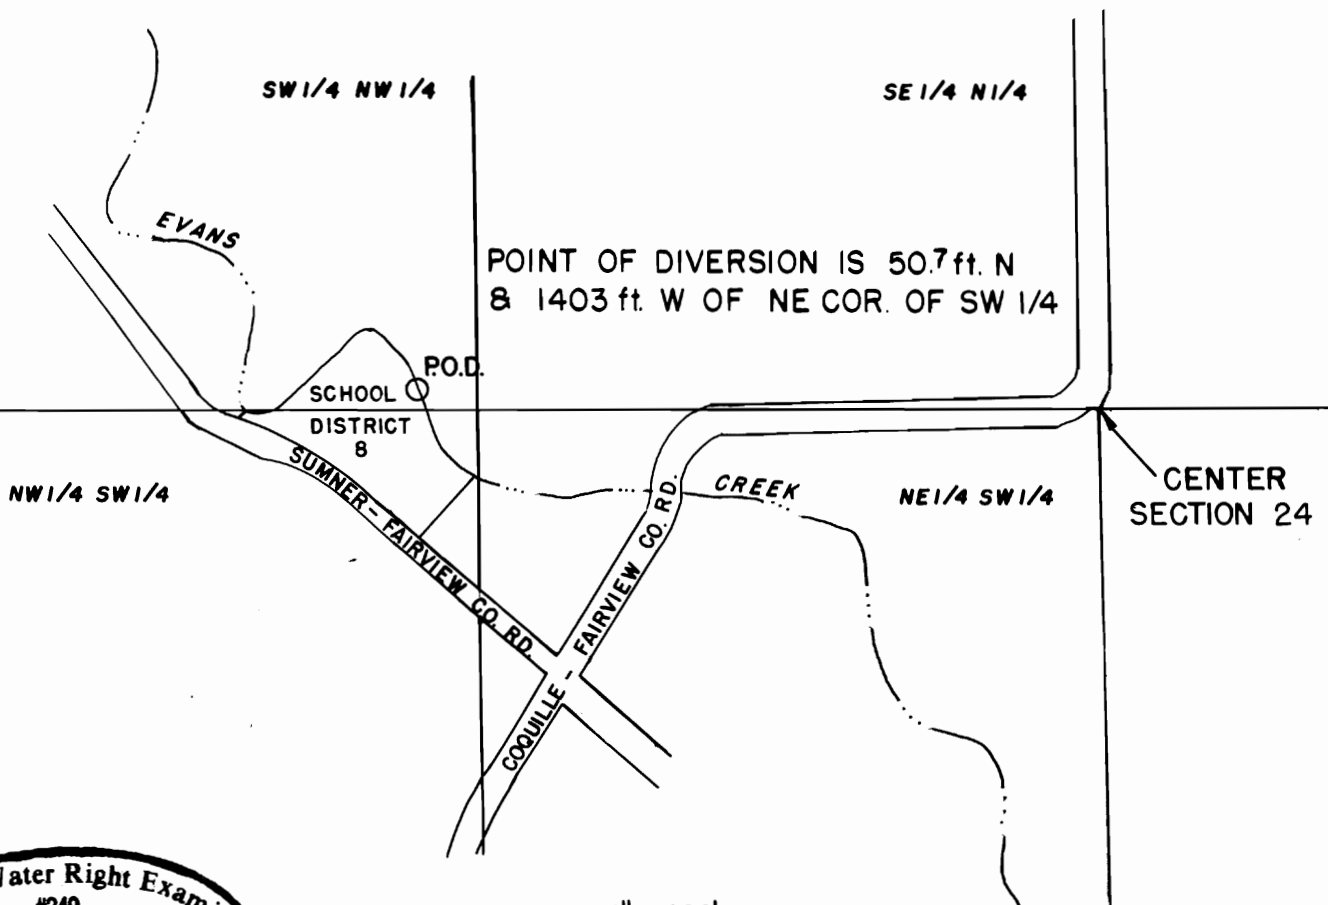 SW 1/4 NW 1/4
SE 1/4 N 1/4
EVANS
POINT OF DIVERSION IS 50.7 ft. N
& 1403 ft. W OF NE COR. OF SW 1/4
P.O.D.
SCHOOL
DISTRICT
8
NW 1/4 SW 1/4
SUMNER - FAIRVIEW CO. RD.
COQUILLE - FAIRVIEW CO. RD.
CREEK
NE 1/4 SW 1/4
CENTER
SECTION 24
Right